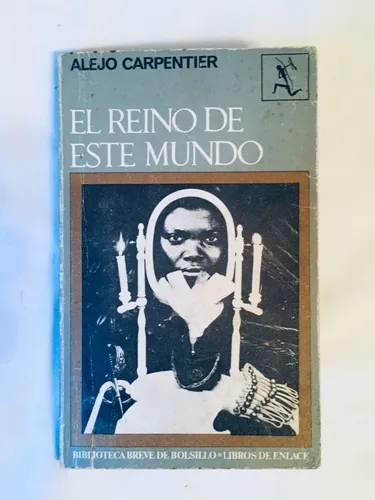 ALEJO CARPENTIER
EL REINO DE
ESTE MUNDO
BIBLIOTECA BREVE DE BOLSILLO • LIBROS DE ENLACE